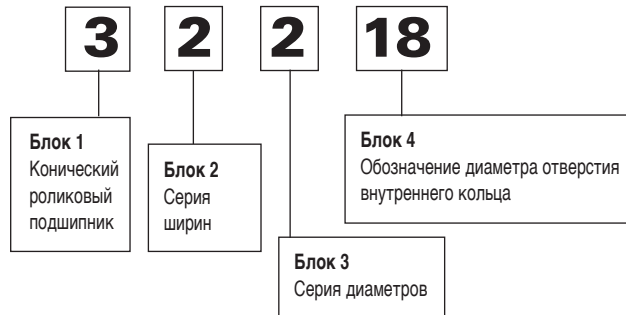 3 2 2 18
Блок 1
Конический
роликовый
подшипник
Блок 2
Серия
ширин
Блок 3
Серия диаметров
Блок 4
Обозначение диаметра отверстия
внутреннего кольца